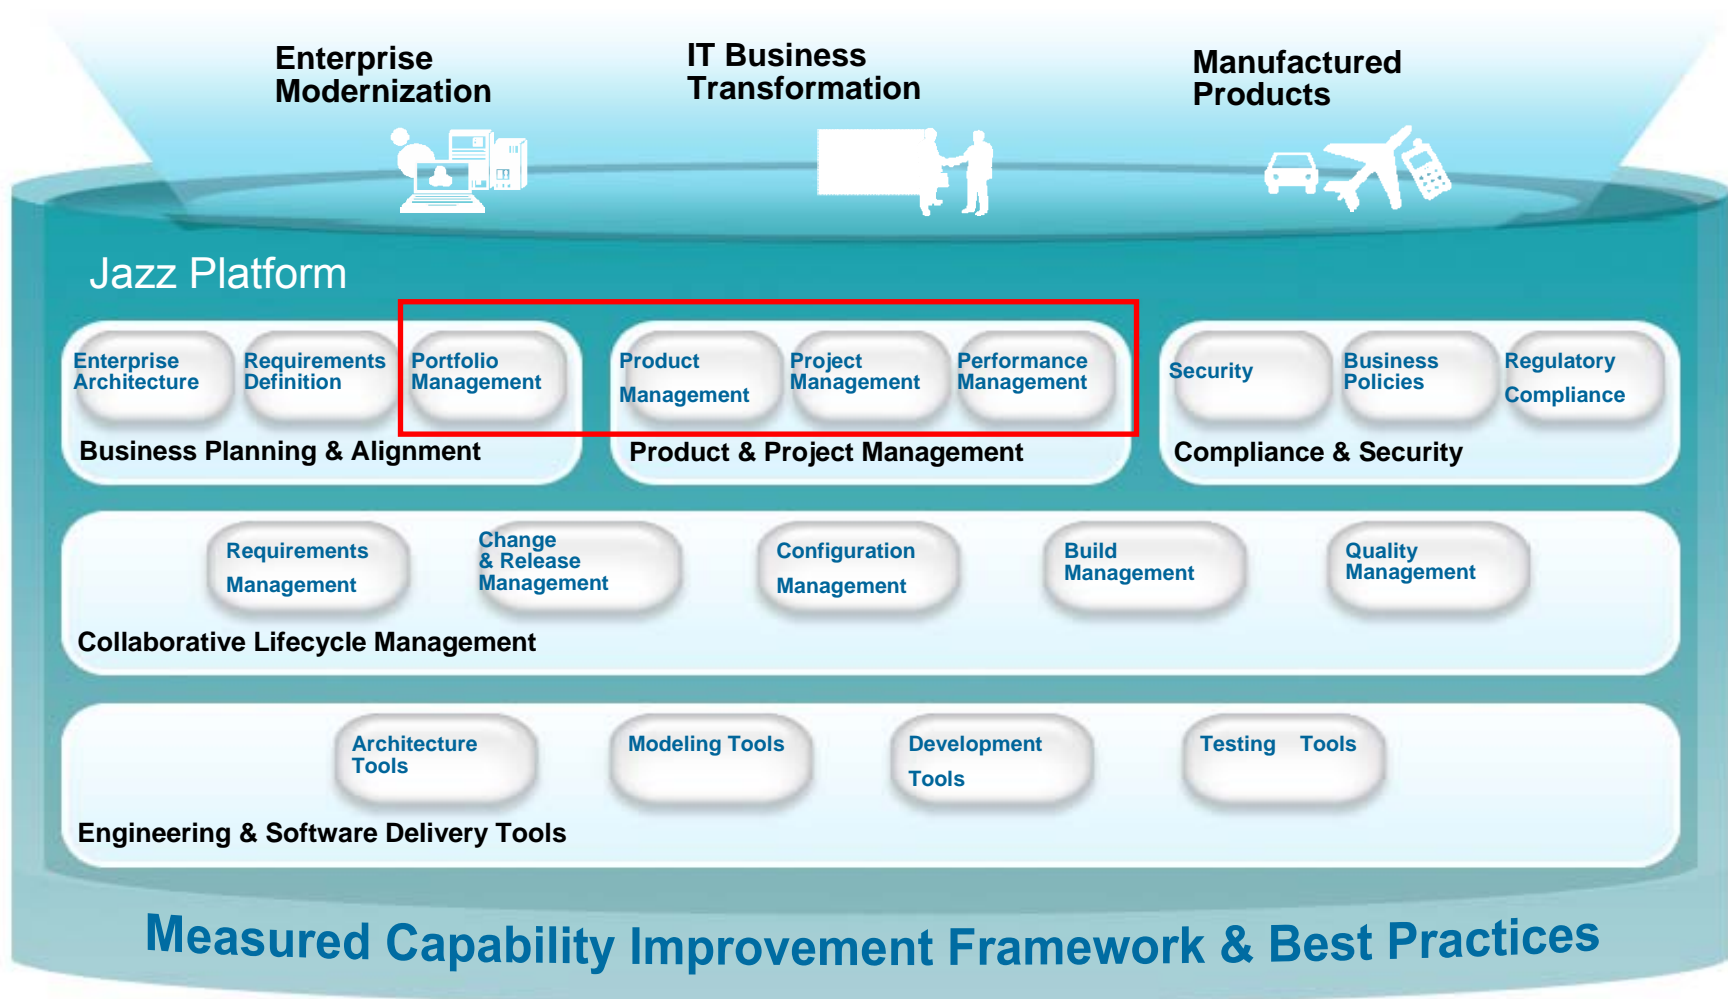 Enterprise
Modernization
IT Business
Transformation
Manufactured
Products
Jazz Platform
Enterprise
Architecture
Requirements
Definition
Portfolio
Management
Business Planning & Alignment
Product
Management
Project
Management
Performance
Management
Product & Project Management
Security
Business
Policies
Regulatory
Compliance
Compliance & Security
Requirements
Management
Change
& Release
Management
Configuration
Management
Build
Management
Quality
Management
Collaborative Lifecycle Management
Architecture
Tools
Modeling Tools
Development
Tools
Testing Tools
Engineering & Software Delivery Tools
Measured Capability Improvement Framework & Best Practices